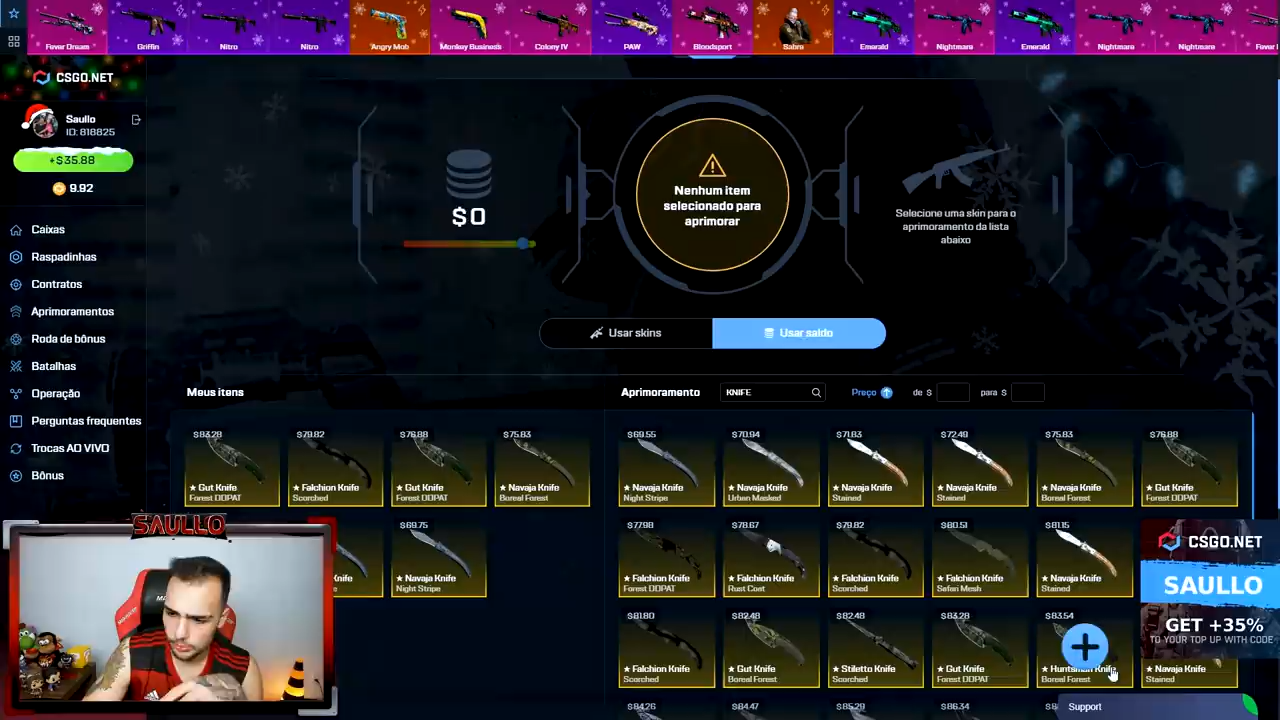 Fever Dream
Griffin
Nitro
Nitro
Angry Mob
Monkey Business
Colony IV
PAW
Bloodsport
Sabre
Emerald
Nightmare
Emerald
Nightmare
Nightmare
CSGO.NET
Saullo
ID: 818825
+$35.88
9.92
Caixas
Raspadinhas
Contratos
Aprimoramentos
Roda de bônus
Batalhas
Operação
Perguntas frequentes
Trocas AO VIVO
Bônus
$0
Nenhum item
selecionado para
aprimorar
Selecione uma skin para o
aprimoramento da lista
abaixo
Usar skins
Usar saldo
Meus itens
Aprimoramento
KNIFE
Preço
de $
para $
$83.28
★ Gut Knife
Forest DDPAT
$79.82
★ Falchion Knife
Scorched
$76.88
★ Gut Knife
Forest DDPAT
$75.83
★ Navaja Knife
Boreal Forest
Knife
$69.75
★ Navaja Knife
Night Stripe
$69.55
★ Navaja Knife
Night Stripe
$70.94
★ Navaja Knife
Urban Masked
$71.83
★ Navaja Knife
Stained
$72.49
★ Navaja Knife
Stained
$75.83
★ Navaja Knife
Boreal Forest
$76.88
★ Gut Knife
Forest DDPAT
$77.98
★ Falchion Knife
Forest DDPAT
$78.67
★ Falchion Knife
Rust Coat
$79.82
★ Falchion Knife
Scorched
$80.51
★ Falchion Knife
Safari Mesh
$81.15
★ Navaja Knife
Stained
$81.80
★ Falchion Knife
Scorched
$82.48
★ Gut Knife
Boreal Forest
$82.48
★ Stiletto Knife
Scorched
$83.28
★ Gut Knife
Forest DDPAT
$83.54
★ Huntsman Knife
Boreal Forest
★ Navaja Knife
Stained
$84.26
$84.47
$85.29
$86.34
SAULLO
CSGO.NET
SAULLO
GET +35%
TO YOUR TOP UP WITH CODE
Support